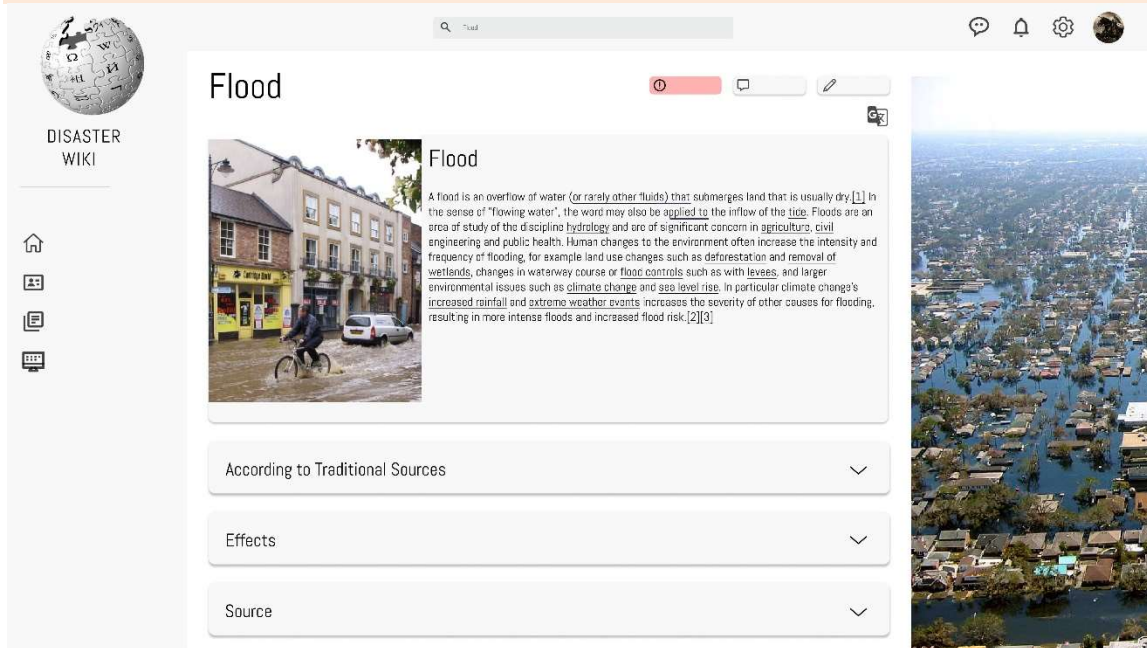 Flood
DISASTER
WIKI
Flood
Flood
A flood is an overflow of water (or rarely other fluids) that submerges land that is usually dry.[1] In
the sense of "flowing water", the word may also be applied to the inflow of the tide. Floods are an
area of study of the discipline hydrology and are of significant concern in agriculture, civil
engineering and public health. Human changes to the environment often increase the intensity and
frequency of flooding, for example land use changes such as deforestation and removal of
wetlands, changes in waterway course or flood controls such as with levees, and larger
environmental issues such as climate change and sea level rise. In particular climate change's
increased rainfall and extreme weather events increases the severity of other causes for flooding,
resulting in more intense floods and increased flood risk.[2][3]
Cartridge World
According to Traditional Sources
Effects
Source